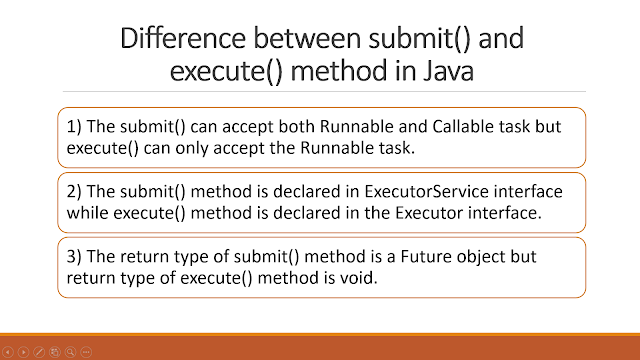 Difference between submit() and
execute() method in Java
1) The submit() can accept both Runnable and Callable task but
execute() can only accept the Runnable task.
2) The submit() method is declared in ExecutorService interface
while execute() method is declared in the Executor interface.
3) The return type of submit() method is a Future object but
return type of execute() method is void.